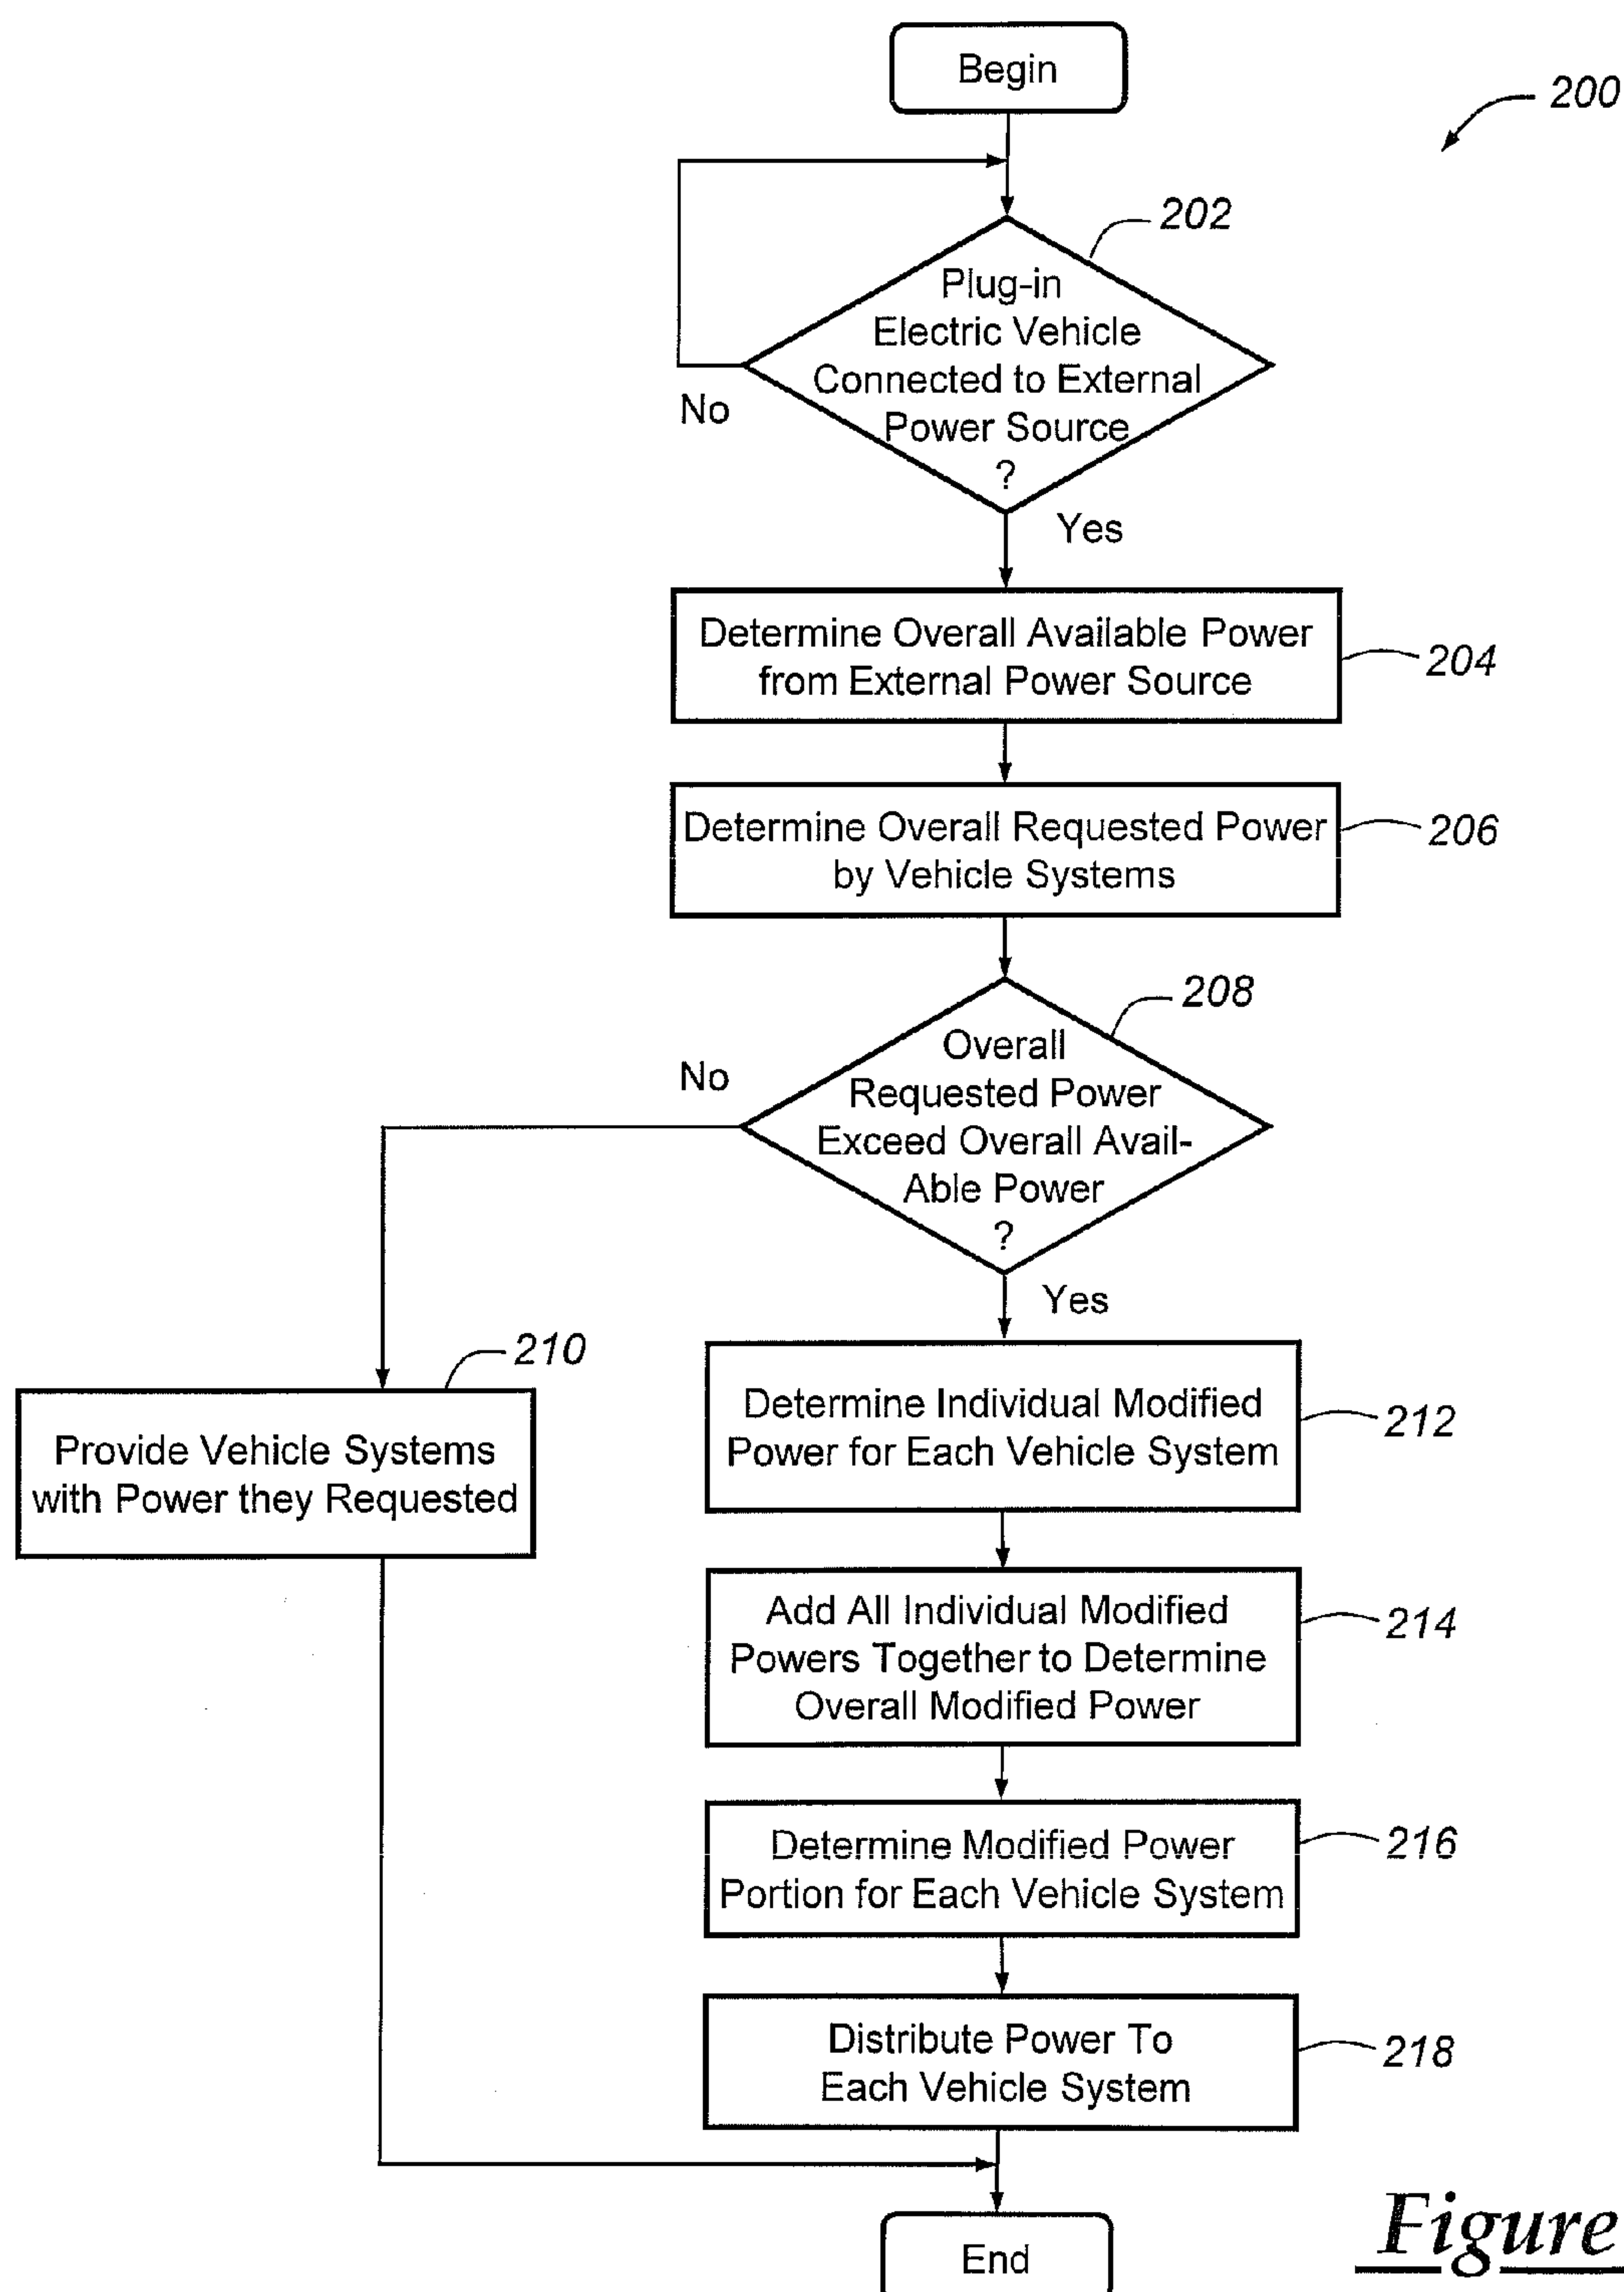 Begin
200
202
Plug-in
Electric Vehicle
Connected to External
Power Source
?
No
Yes
Determine Overall Available Power
from External Power Source
204
Determine Overall Requested Power
by Vehicle Systems
206
208
Overall
Requested Power
Exceed Overall Avail-
Able Power
?
No
Yes
210
Provide Vehicle Systems
with Power they Requested
Determine Individual Modified
Power for Each Vehicle System
212
Add All Individual Modified
Powers Together to Determine
Overall Modified Power
214
Determine Modified Power
Portion for Each Vehicle System
216
Distribute Power To
Each Vehicle System
218
End
Figure